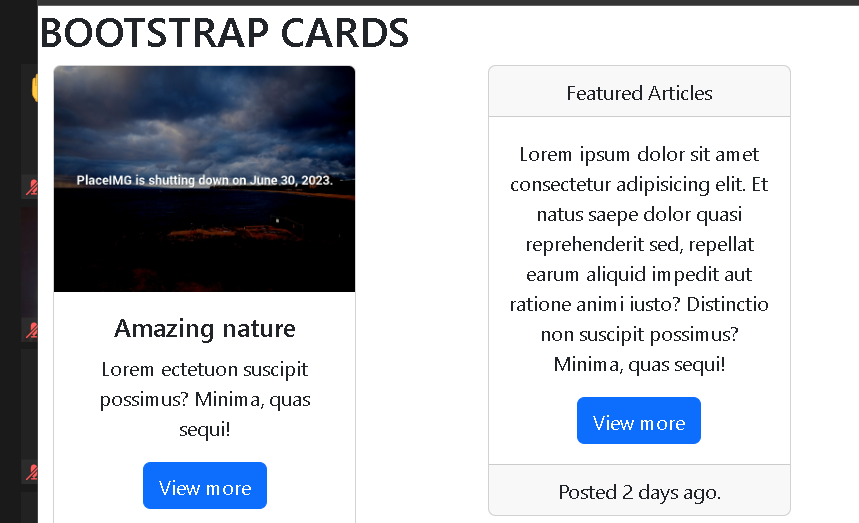 BOOTSTRAP CARDS
PlaceIMG is shutting down on June 30, 2023.
Amazing nature
Lorem ectetuon suscipit
possimus? Minima, quas
sequi!
View more
Featured Articles
Lorem ipsum dolor sit amet
consectetur adipisicing elit. Et
natus saepe dolor quasi
reprehenderit sed, repellat
earum aliquid impedit aut
ratione animi iusto? Distinctio
non suscipit possimus?
Minima, quas sequi!
View more
Posted 2 days ago.